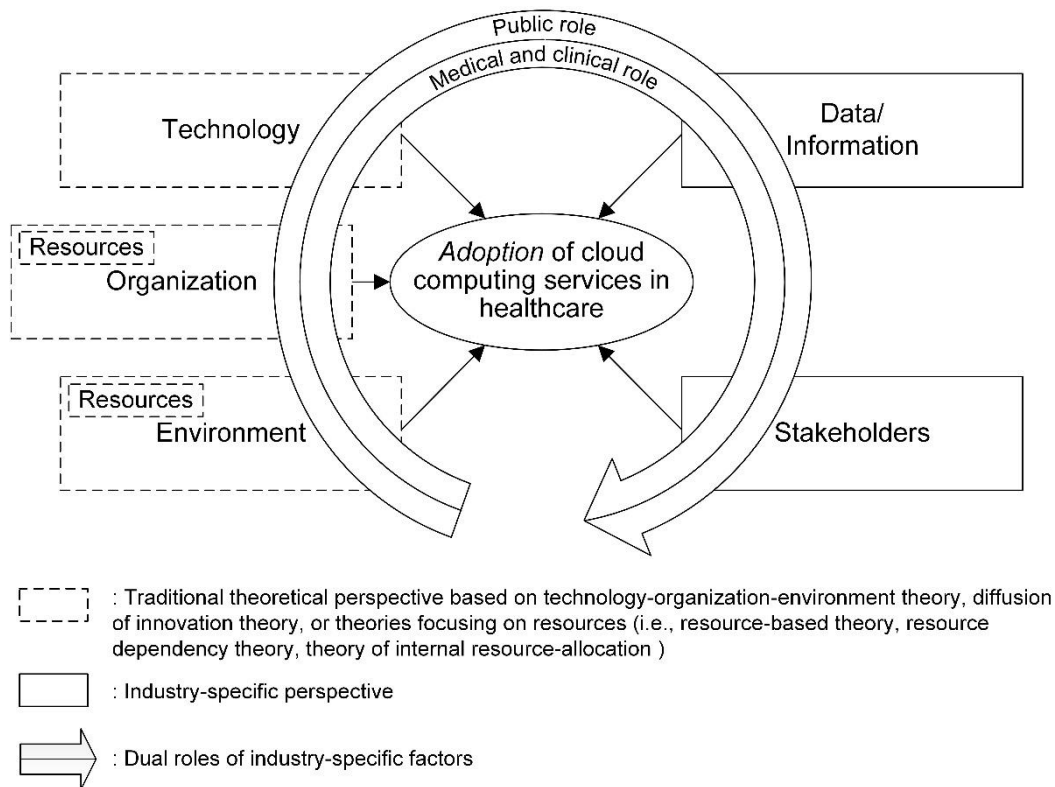 Public role
Medical and clinical role
Technology
Data/
Information
Resources
Organization
Adoption of cloud
computing services in
healthcare
Resources
Environment
Stakeholders
: Traditional theoretical perspective based on technology-organization-environment theory, diffusion
of innovation theory, or theories focusing on resources (i.e., resource-based theory, resource
dependency theory, theory of internal resource-allocation )
: Industry-specific perspective
: Dual roles of industry-specific factors